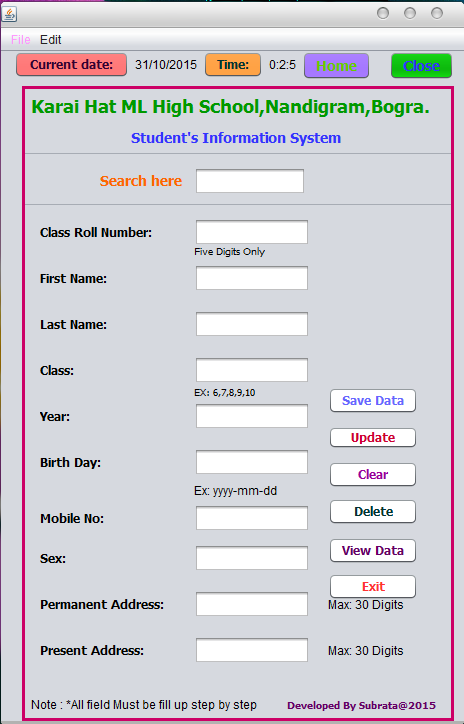 File Edit
Current date: 31/10/2015 Time: 0:2:5 Home Close
Karai Hat ML High School,Nandigram,Bogra.
Student's Information System
Search here
Class Roll Number:
Five Digits Only
First Name:
Last Name:
Class:
EX: 6,7,8,9,10
Save Data
Year:
Update
Birth Day:
Clear
Ex: yyyy-mm-dd
Delete
Mobile No:
View Data
Sex:
Exit
Permanent Address: Max: 30 Digits
Present Address: Max: 30 Digits
Note : *All field Must be fill up step by step Developed By Subrata@2015